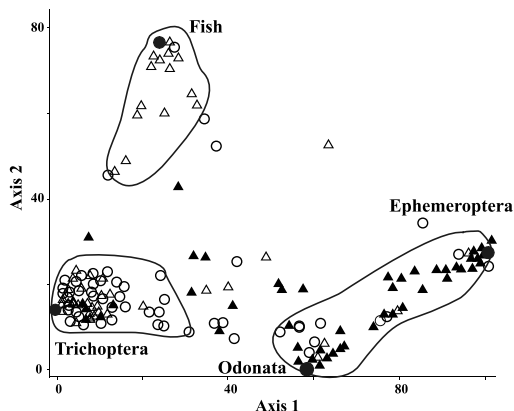 80
Fish
Axis 2
40
Ephemeroptera
Trichoptera
Odonata
0
0
40
80
Axis 1